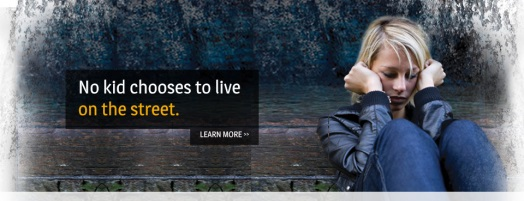 No kid chooses to live
on the street.
LEARN MORE >>